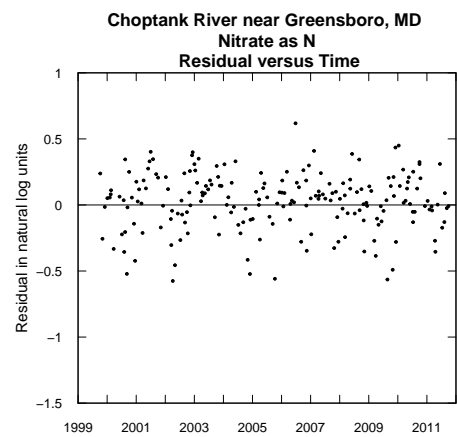 Choptank River near Greensboro, MD
Nitrate as N
Residual versus Time
Residual in natural log units
1
0.5
0
−0.5
−1
−1.5
1999 2001 2003 2005 2007 2009 2011